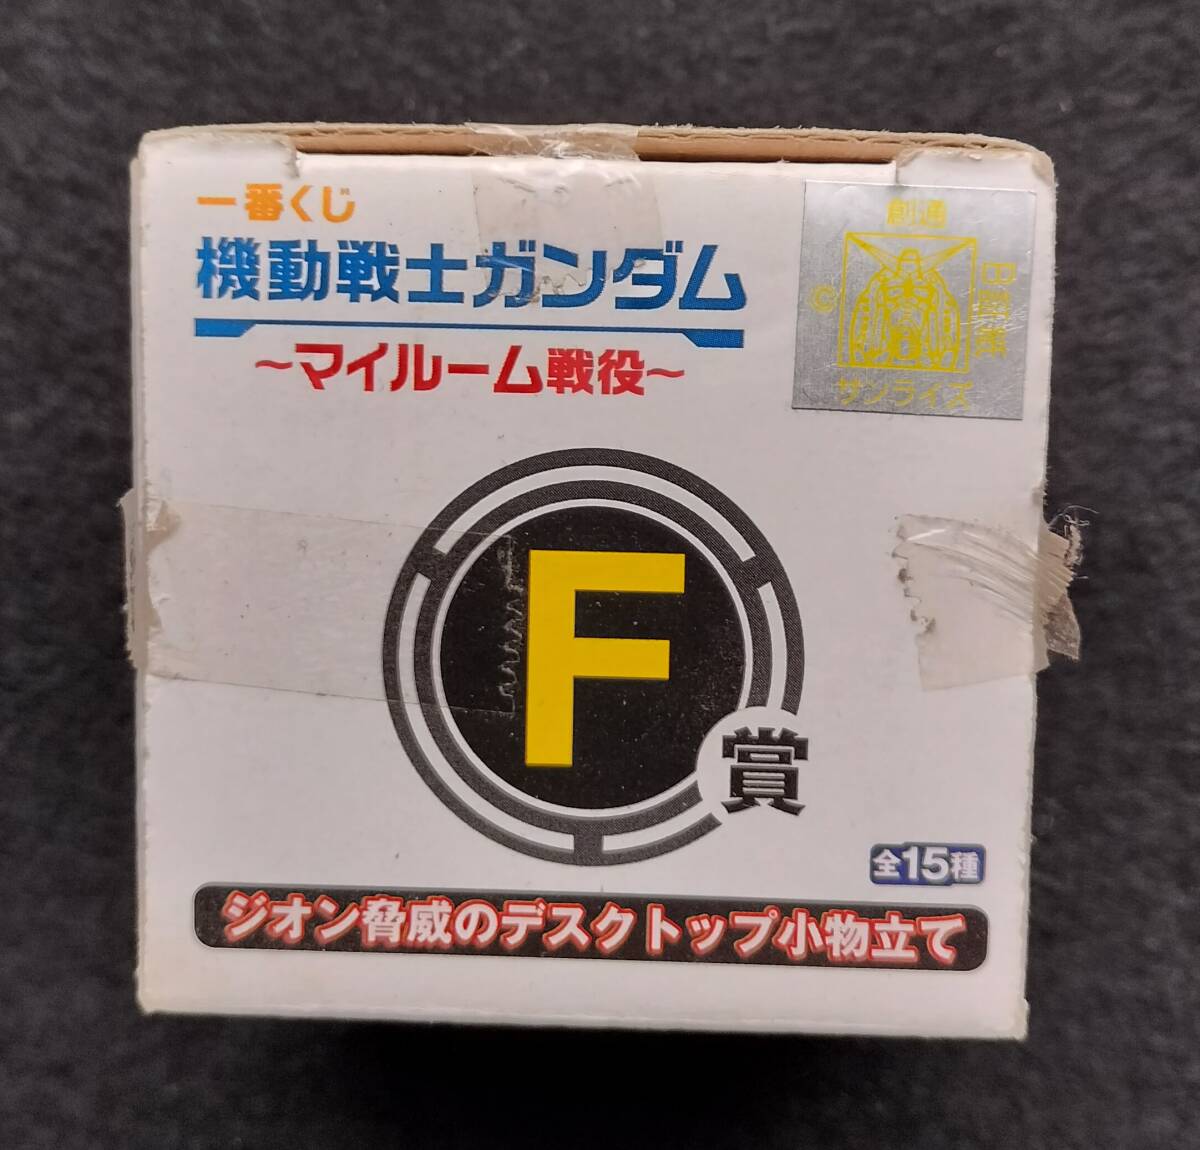 一番くじ
機動戦士ガンダム
～マイルーム戦役～
創通
©
サンライズ
F
賞
全15種
ジオン脅威のデスクトップ小物立て